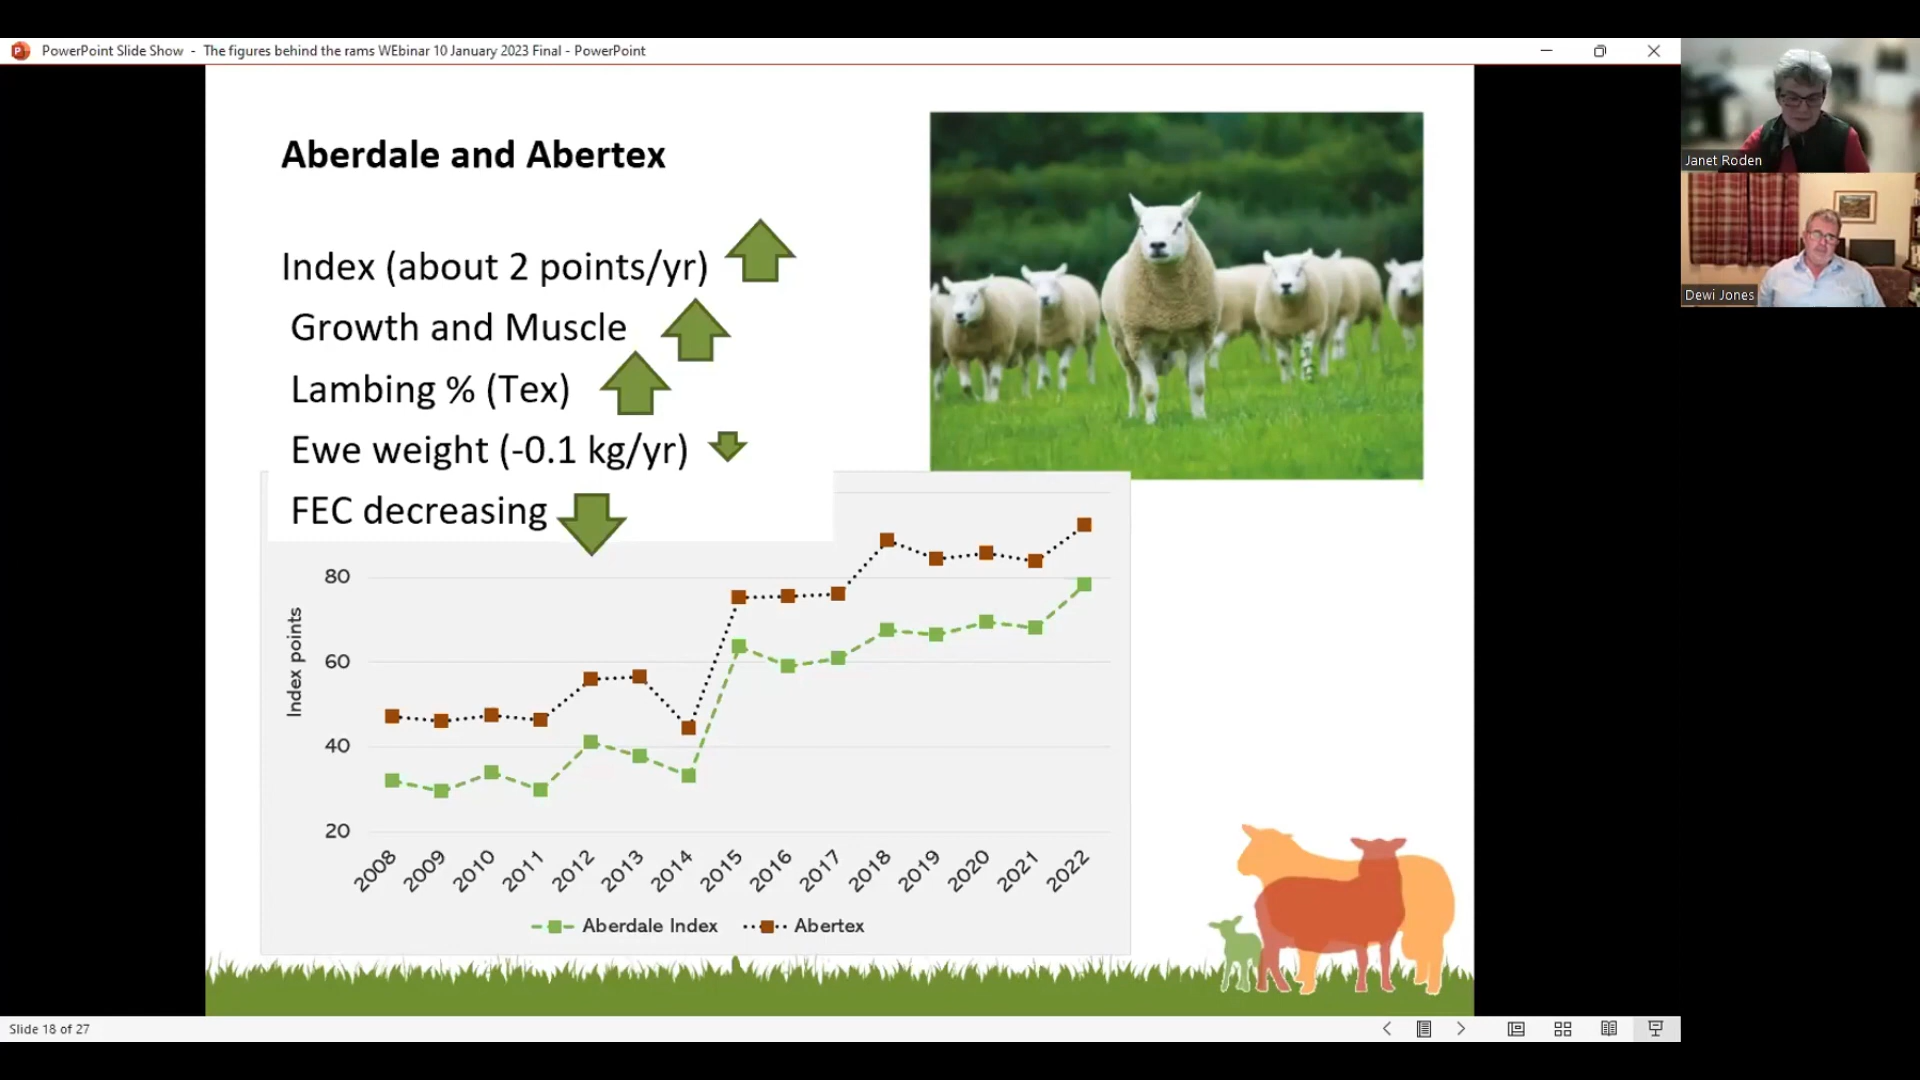 PowerPoint Slide Show - The figures behind the rams WEbinar 10 January 2023 Final - PowerPoint
Janet Roden
Dewi Jones
Aberdale and Abertex
Index (about 2 points/yr)
Growth and Muscle
Lambing % (Tex)
Ewe weight (-0.1 kg/yr)
FEC decreasing
Index points
80
60
40
20
2008 2009 2010 2011 2012 2013 2014 2015 2016 2017 2018 2019 2020 2021 2022
Aberdale Index Abertex
Slide 18 of 27